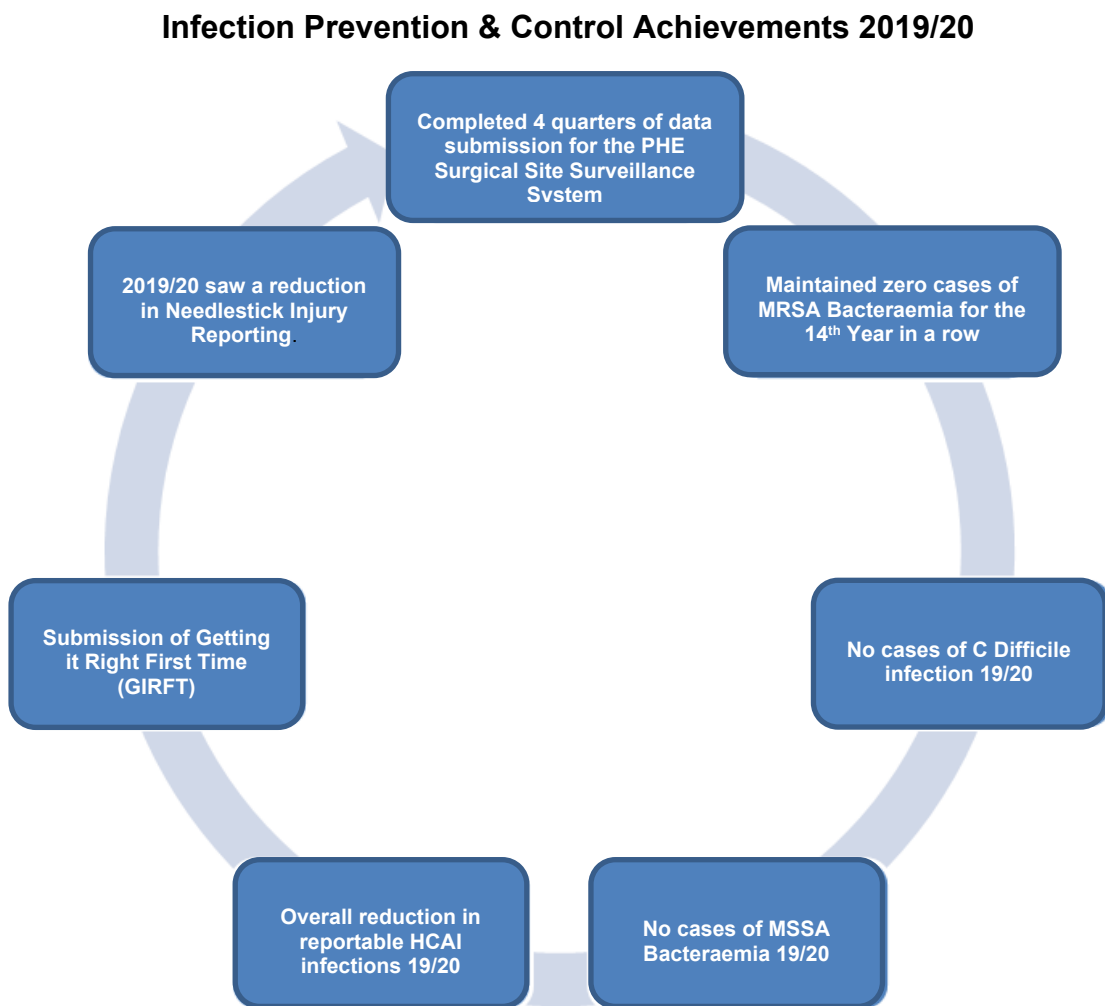 Infection Prevention & Control Achievements 2019/20
Completed 4 quarters of data
submission for the PHE
Surgical Site Surveillance
System
Maintained zero cases of
MRSA Bacteraemia for the
14th Year in a row
No cases of C Difficile
infection 19/20
No cases of MSSA
Bacteraemia 19/20
Overall reduction in
reportable HCAI
infections 19/20
Submission of Getting
it Right First Time
(GIRFT)
2019/20 saw a reduction
in Needlestick Injury
Reporting.